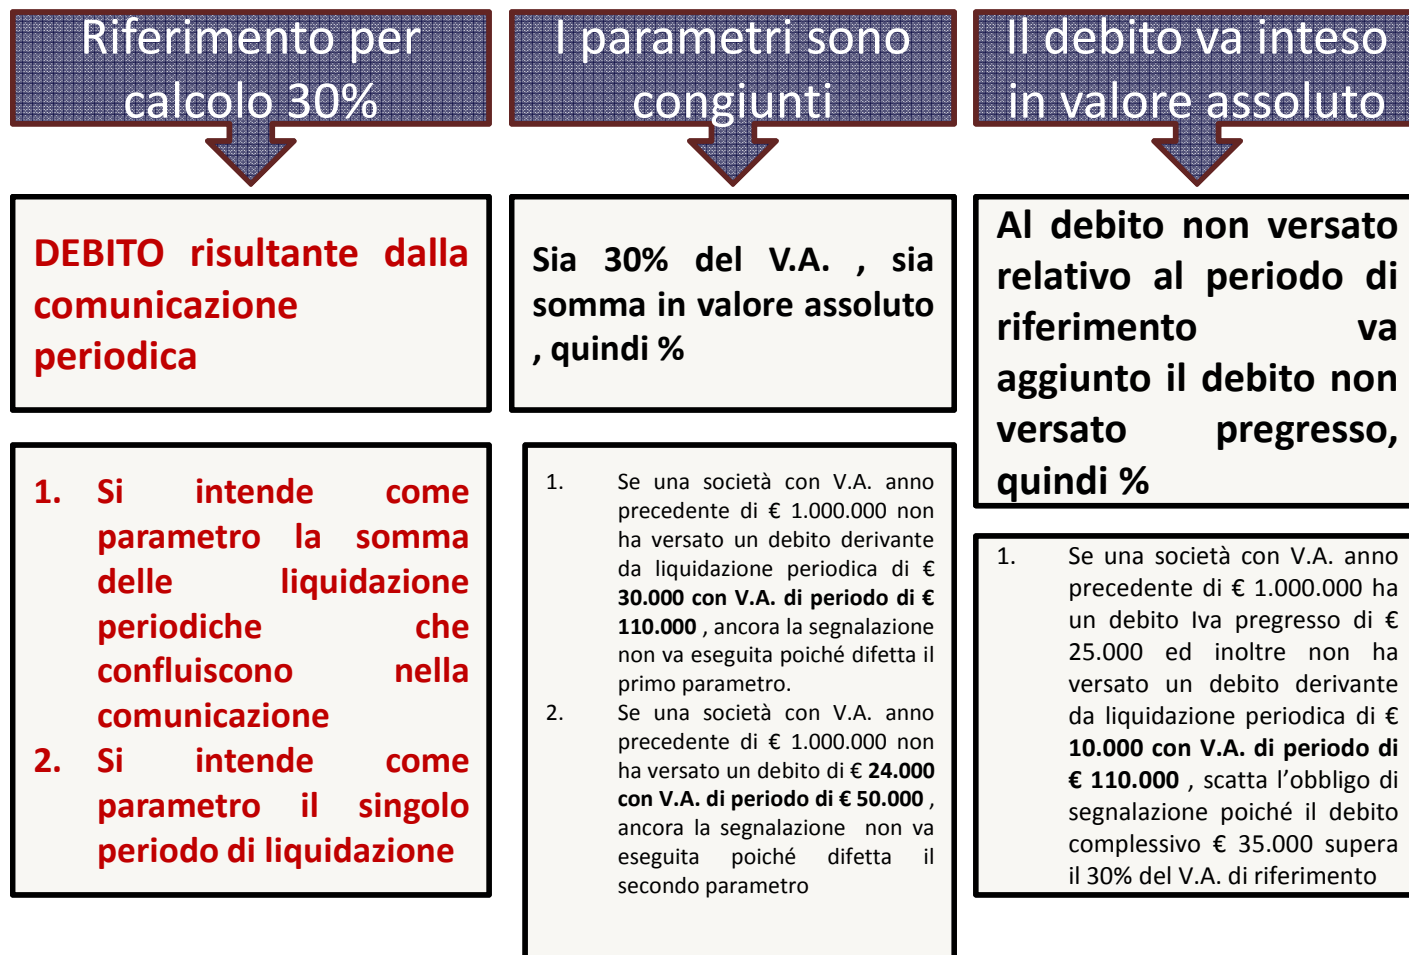 Riferimento per
calcolo 30%
DEBITO risultante dalla
comunicazione
periodica
1. Si intende come
parametro la somma
delle liquidazione
periodiche che
confluiscono nella
comunicazione
2. Si intende come
parametro il singolo
periodo di liquidazione
I parametri sono
congiunti
Sia 30% del V.A. , sia
somma in valore assoluto
, quindi %
1. Se una società con V.A. anno
precedente di € 1.000.000 non
ha versato un debito derivante
da liquidazione periodica di €
30.000 con V.A. di periodo di €
110.000 , ancora la segnalazione
non va eseguita poiché difetta il
primo parametro.
2. Se una società con V.A. anno
precedente di € 1.000.000 non
ha versato un debito di € 24.000
con V.A. di periodo di € 50.000 ,
ancora la segnalazione non va
eseguita poiché difetta il
secondo parametro
Il debito va inteso
in valore assoluto
Al debito non versato
relativo al periodo di
riferimento va
aggiunto il debito non
versato pregresso,
quindi %
1. Se una società con V.A. anno
precedente di € 1.000.000 ha
un debito Iva pregresso di €
25.000 ed inoltre non ha
versato un debito derivante
da liquidazione periodica di €
10.000 con V.A. di periodo di
€ 110.000 , scatta l’obbligo di
segnalazione poiché il debito
complessivo € 35.000 supera
il 30% del V.A. di riferimento